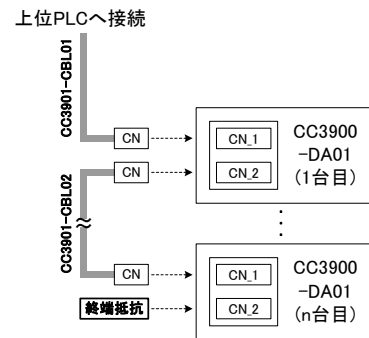 上位PLCへ接続
CC3901-CBL01
CN
CN_1
CC3900
-DA01
(1台目)
CN
CN_2
CC3901-CBL02
CN
CN_1
CC3900
-DA01
(n台目)
終端抵抗
CN_2